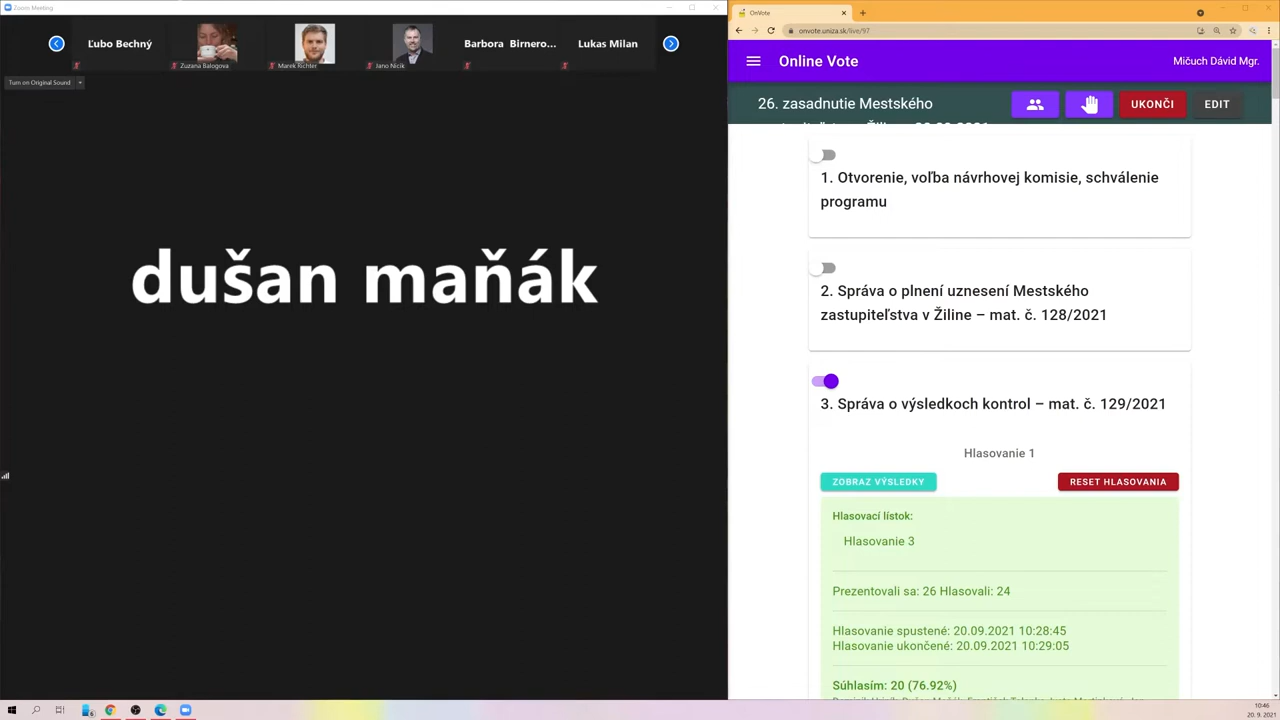 Zoom Meeting
Ľubo Bechný
Zuzana Balogova
Marek Richter
Jano Nicik
Barbora Birnero...
Lukas Milan
Turn on Original Sound
dušan maňák
OnVote
onvote.uniza.sk/live/97
Online Vote
Mičuch Dávid Mgr.
26. zasadnutie Mestského
UKONČI
EDIT
1. Otvorenie, voľba návrhovej komisie, schválenie
programu
2. Správa o plnení uznesení Mestského
zastupiteľstva v Žiline – mat. č. 128/2021
3. Správa o výsledkoch kontrol – mat. č. 129/2021
Hlasovanie 1
ZOBRAZ VÝSLEDKY
RESET HLASOVANIA
Hlasovací lístok:
Hlasovanie 3
Prezentovali sa: 26 Hlasovali: 24
Hlasovanie spustené: 20.09.2021 10:28:45
Hlasovanie ukončené: 20.09.2021 10:29:05
Súhlasím: 20 (76.92%)
10:46
20. 9. 2021